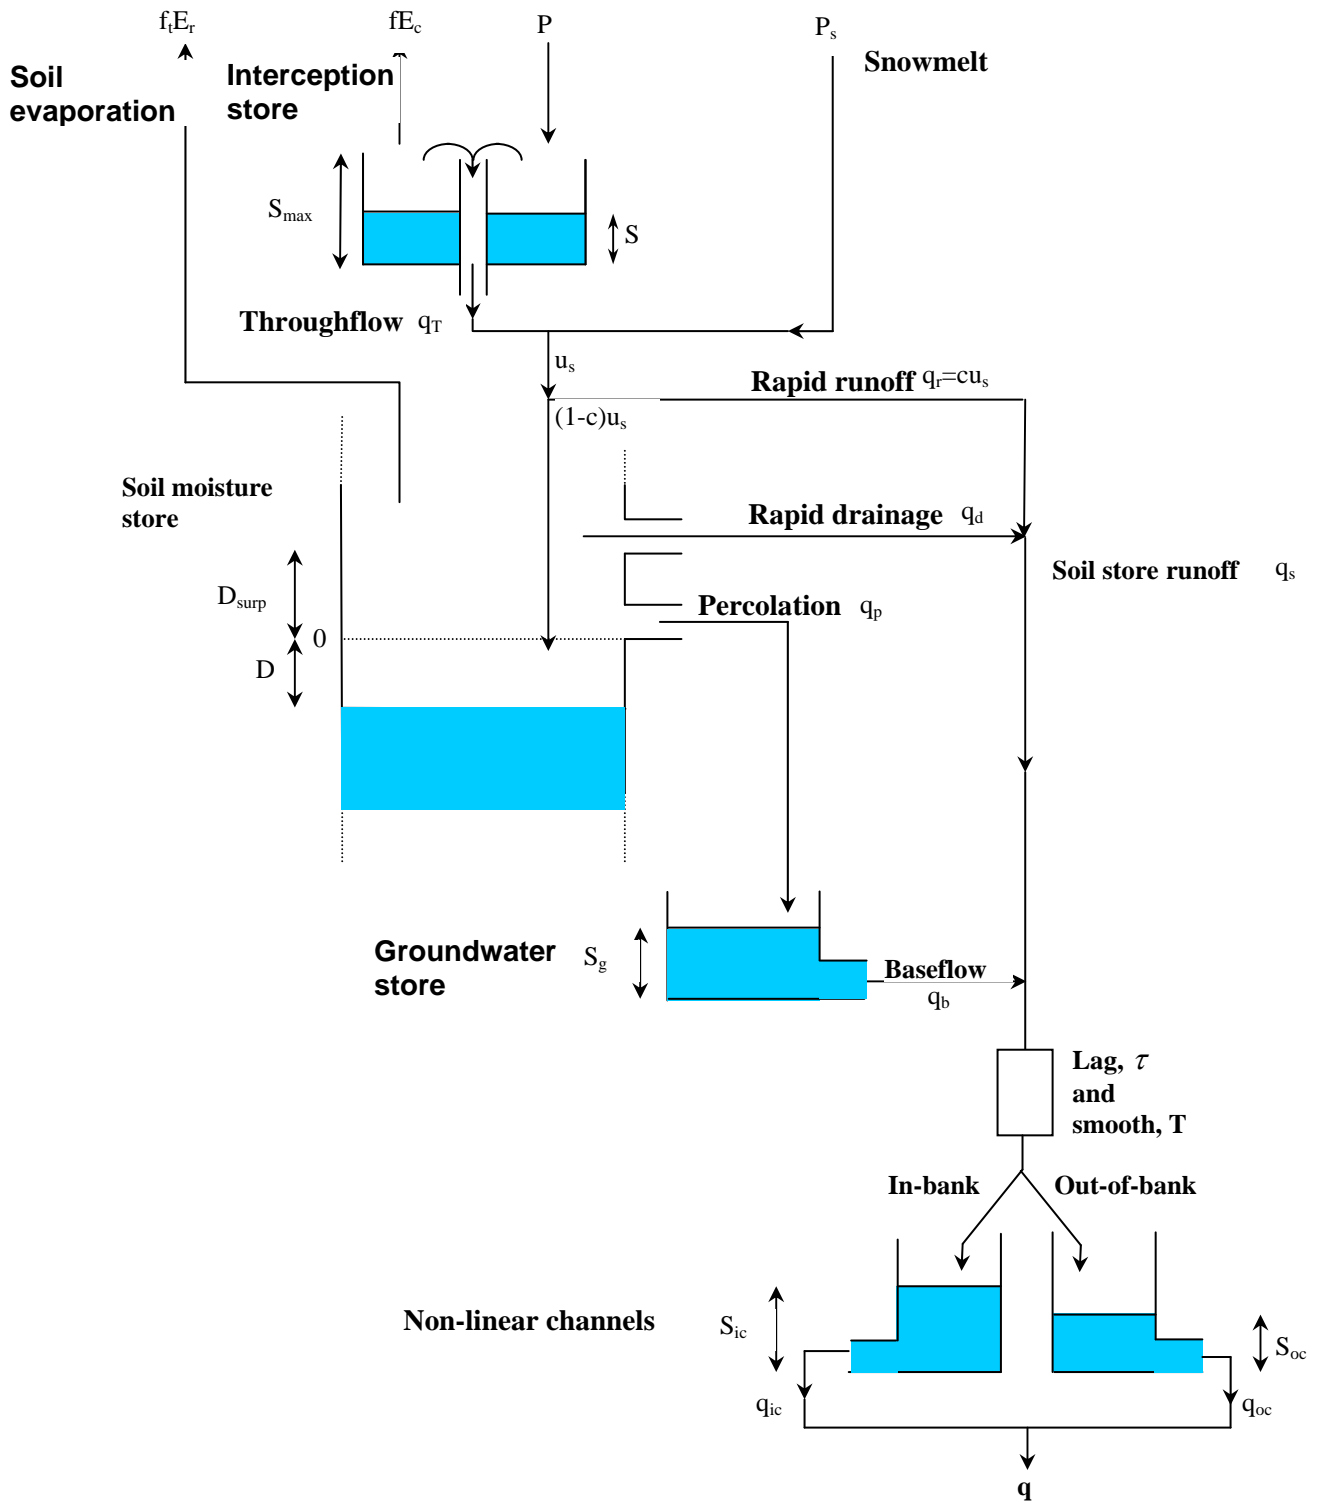 f_tE_r
fE_c
P
P_s
Soil
evaporation
Interception
store
Snowmelt
S_max
S
Throughflow q_T
u_s
Rapid runoff q_r=cu_s
(1-c)u_s
Soil moisture
store
Rapid drainage q_d
Soil store runoff q_s
D_surp
Percolation q_p
0
D
Groundwater
store
S_g
Baseflow
q_b
Lag, τ
and
smooth, T
In-bank
Out-of-bank
Non-linear channels
S_ic
S_oc
q_ic
q_oc
q